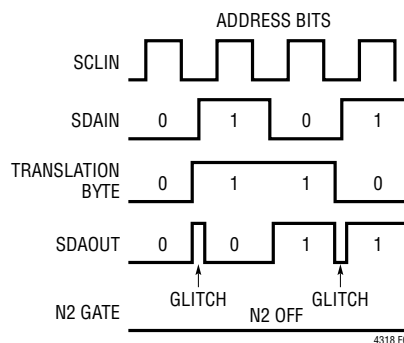 ADDRESS BITS
SCLIN
SDAIN 0 1 0 1
TRANSLATION
BYTE 0 1 1 0
SDAOUT 0 0 1 1
GLITCH GLITCH
N2 GATE N2 OFF
4318